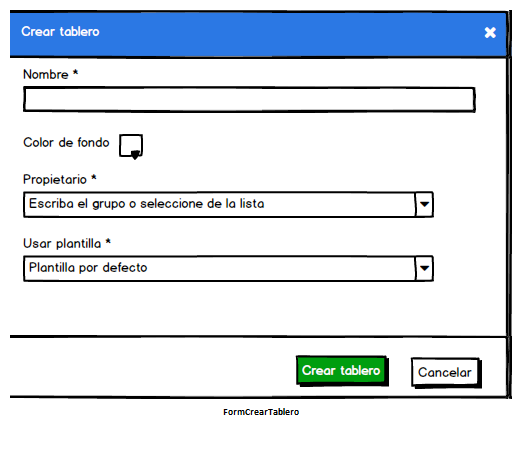 Crear tablero
Nombre *
Color de fondo
Propietario *
Escriba el grupo o seleccione de la lista
Usar plantilla *
Plantilla por defecto
Crear tablero
Cancelar
FormCrearTablero